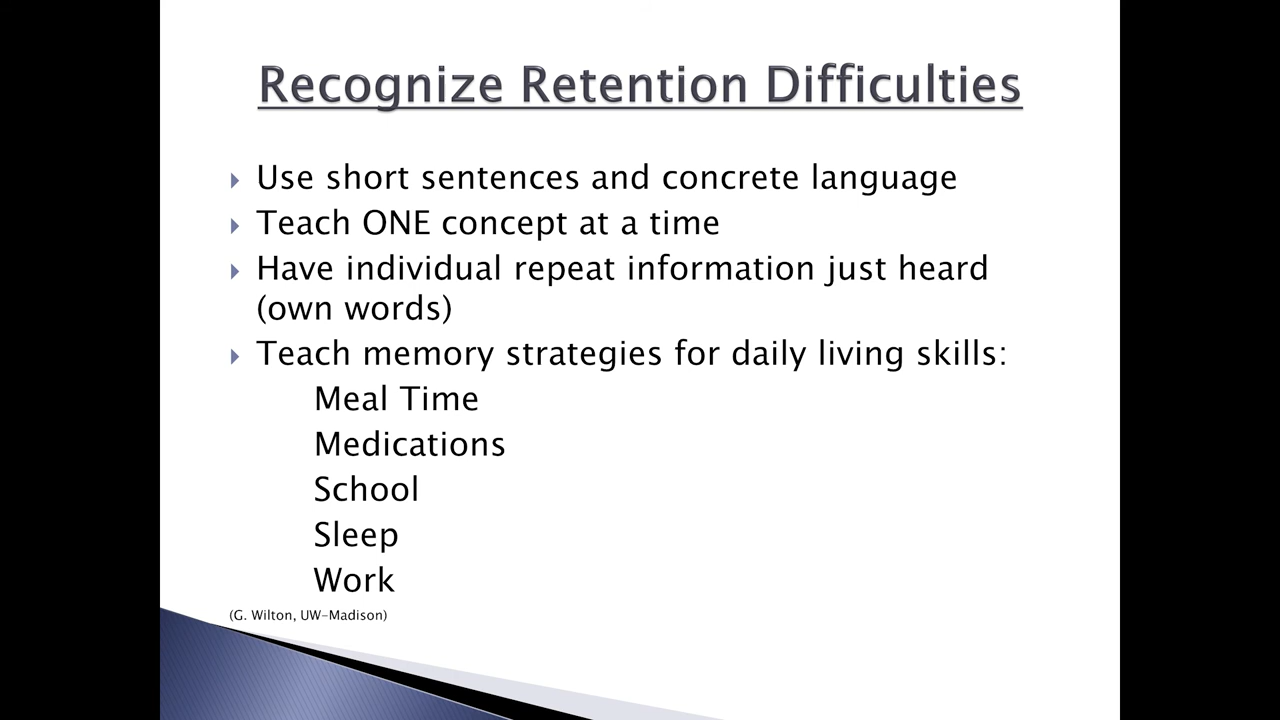 Recognize Retention Difficulties
Use short sentences and concrete language
Teach ONE concept at a time
Have individual repeat information just heard
(own words)
Teach memory strategies for daily living skills:
Meal Time
Medications
School
Sleep
Work
(G. Wilton, UW-Madison)